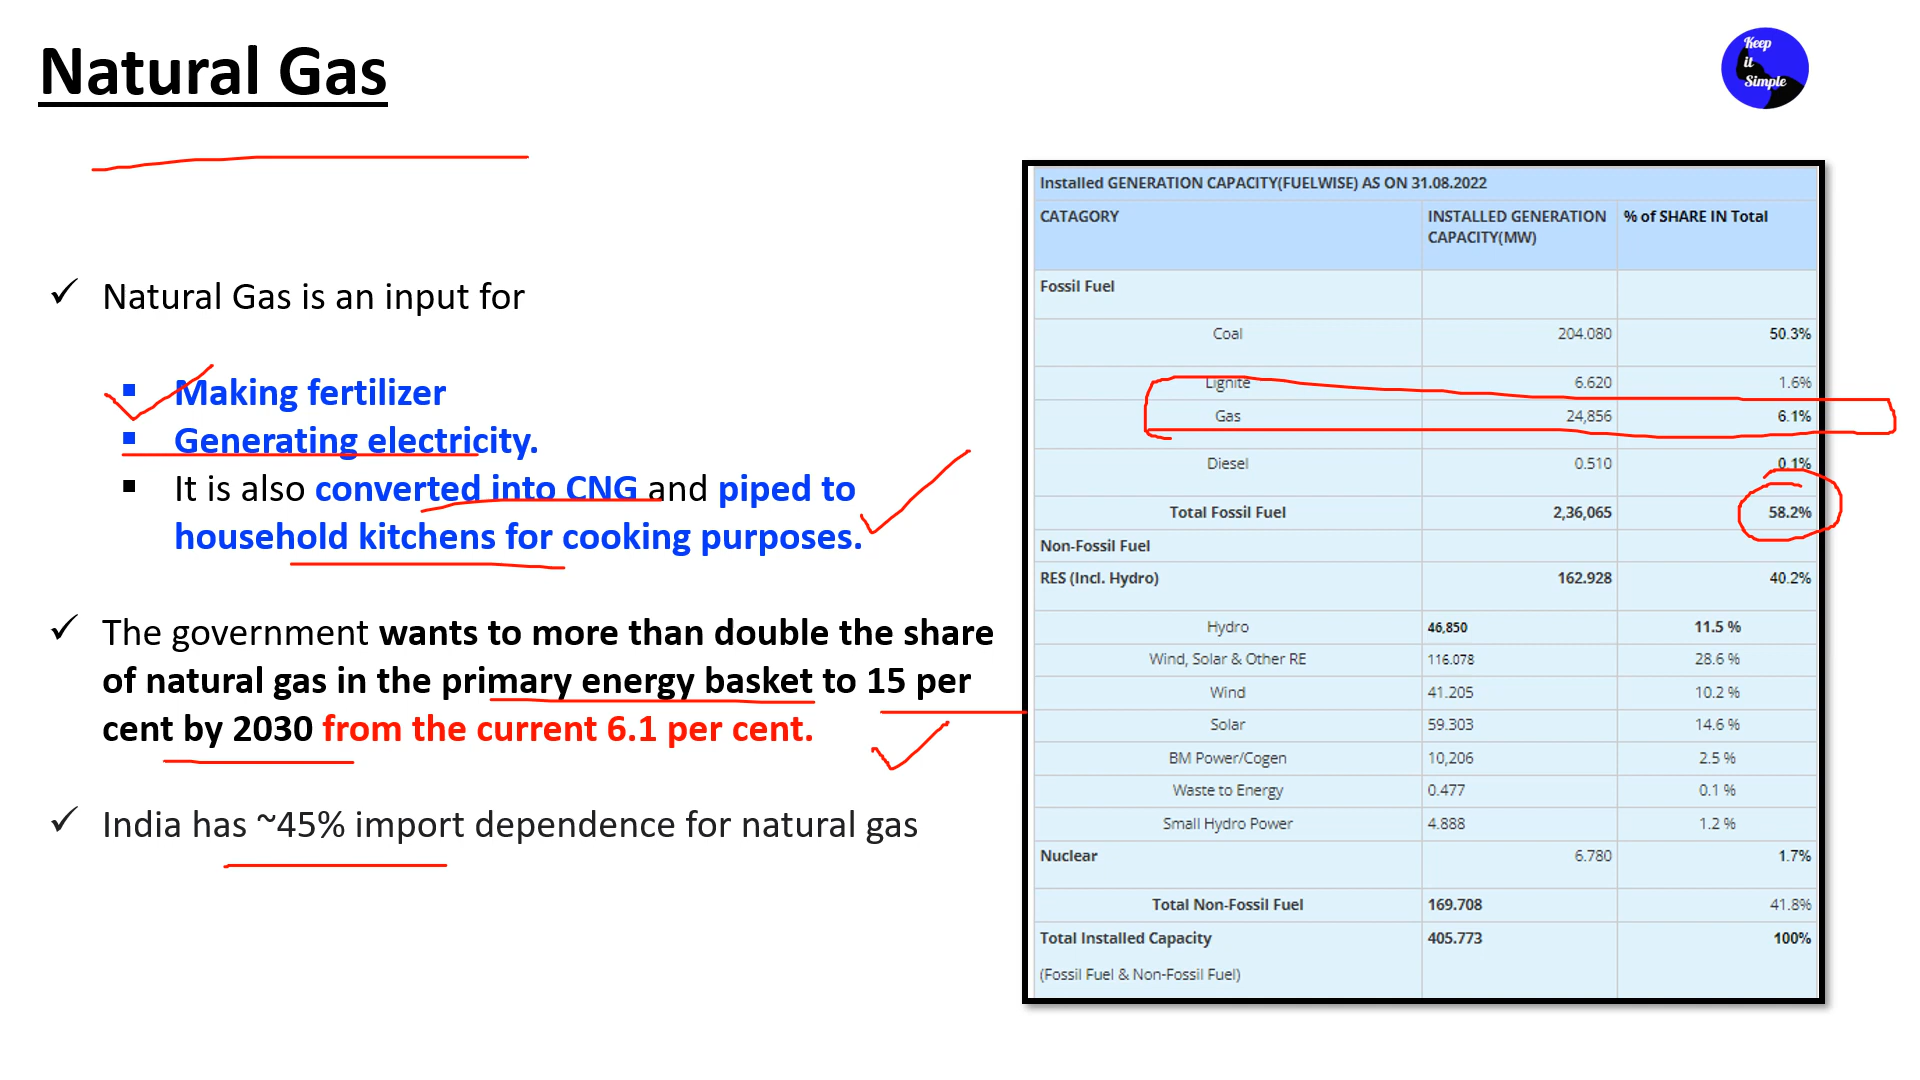 Natural Gas
Keep
it
Simple
Natural Gas is an input for
Making fertilizer
Generating electricity.
It is also converted into CNG and piped to
household kitchens for cooking purposes.
The government wants to more than double the share
of natural gas in the primary energy basket to 15 per
cent by 2030 from the current 6.1 per cent.
India has ~45% import dependence for natural gas
Installed GENERATION CAPACITY(FUELWISE) AS ON 31.08.2022
CATAGORY INSTALLED GENERATION CAPACITY(MW) % of SHARE IN Total
Fossil Fuel
Coal 204.080 50.3%
Lignite 6.620 1.6%
Gas 24,856 6.1%
Diesel 0.510 0.1%
Total Fossil Fuel 2,36,065 58.2%
Non-Fossil Fuel
RES (Incl. Hydro) 162.928 40.2%
Hydro 46,850 11.5 %
Wind, Solar & Other RE 116.078 28.6 %
Wind 41.205 10.2 %
Solar 59.303 14.6 %
BM Power/Cogen 10,206 2.5 %
Waste to Energy 0.477 0.1 %
Small Hydro Power 4.888 1.2 %
Nuclear 6.780 1.7%
Total Non-Fossil Fuel 169.708 41.8%
Total Installed Capacity 405.773 100%
(Fossil Fuel & Non-Fossil Fuel)